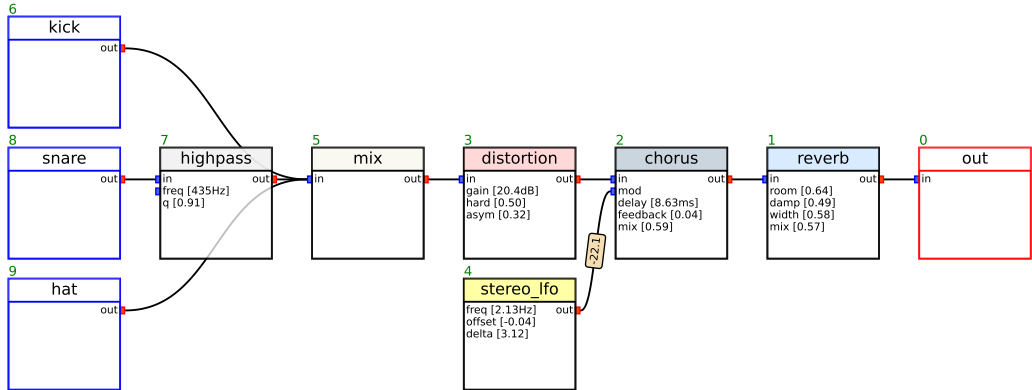 6
kick
out
8
snare
out
7
highpass
in out
freq [435Hz]
q [0.91]
5
mix
in out
3
distortion
in out
gain [20.4dB]
hard [0.50]
asym [0.32]
2
chorus
in out
mod
delay [8.63ms]
feedback [0.04]
mix [0.59]
1
reverb
in out
room [0.64]
damp [0.49]
width [0.58]
mix [0.57]
0
out
in
-22.1
9
hat
out
4
stereo_lfo
freq [2.13Hz] out
offset [-0.04]
delta [3.12]